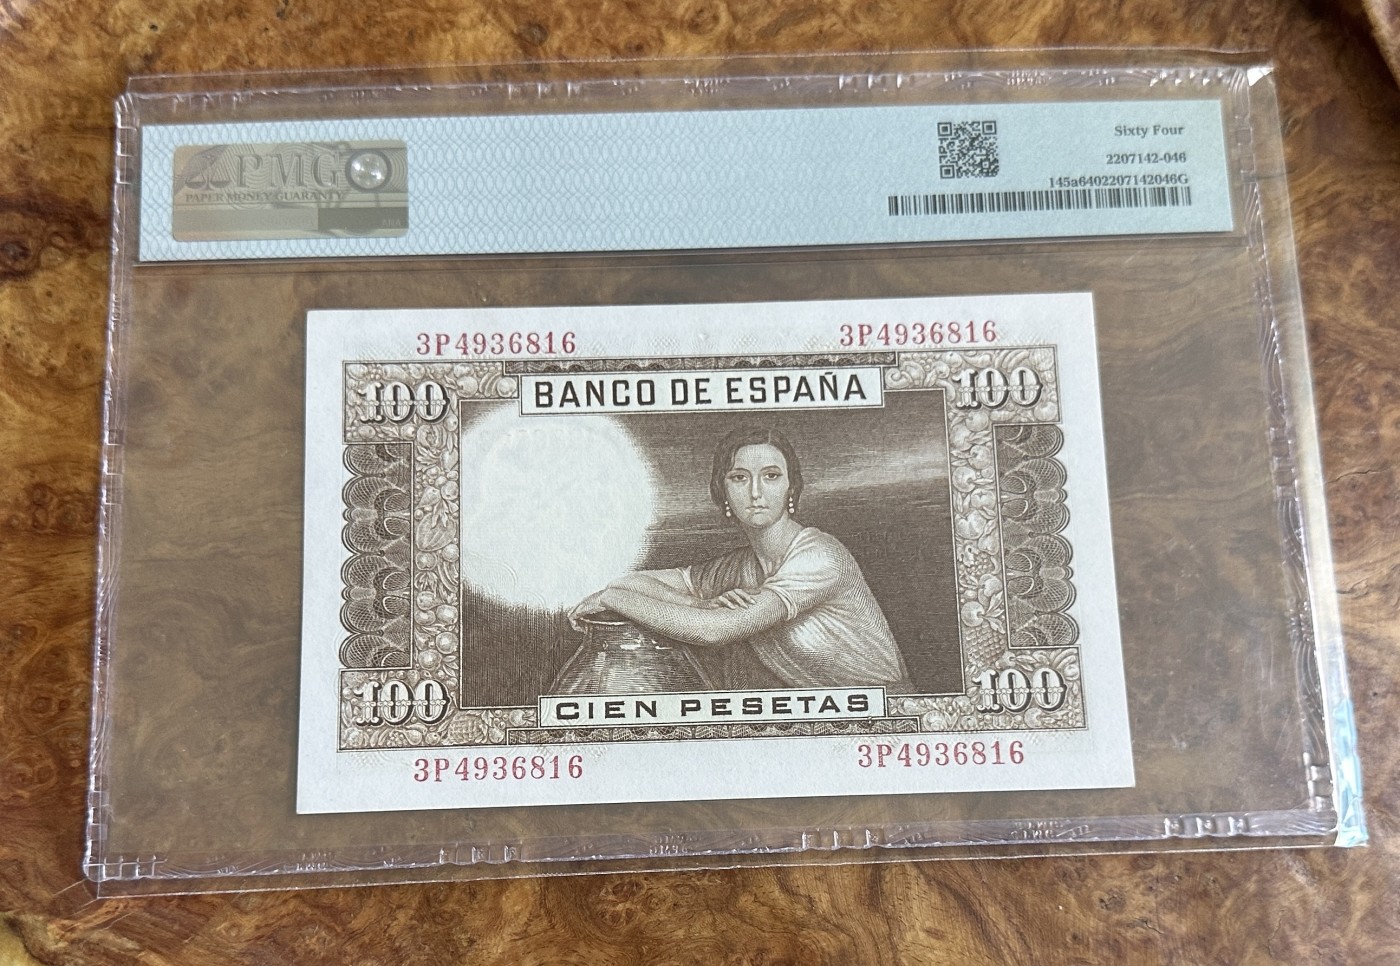 PMG
PAPER MONEY GUARANTY
Sixty Four
2207142-046
145a6402207142046G
3P4936816
3P4936816
100
BANCO DE ESPAÑA
100
100
CIEN PESETAS
100
3P4936816
3P4936816